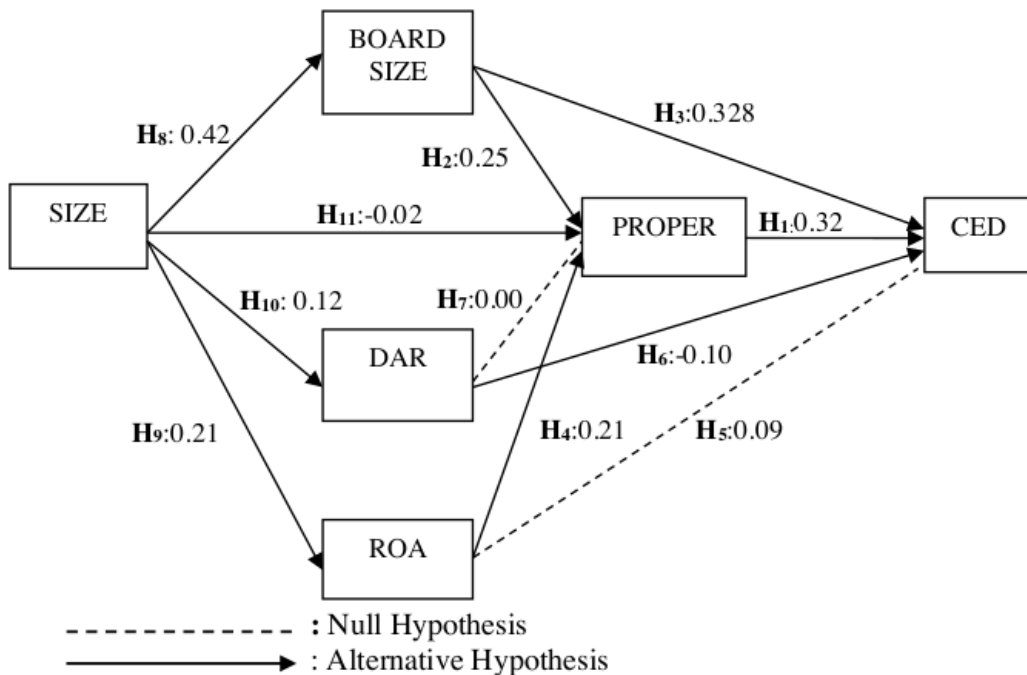 BOARD
SIZE
H3:0.328
H8: 0.42
H2:0.25
SIZE
H11:-0.02
PROPER
H1:0.32
CED
H10: 0.12
H7:0.00
DAR
H6:-0.10
H9:0.21
H4:0.21
H5:0.09
ROA
: Null Hypothesis
: Alternative Hypothesis